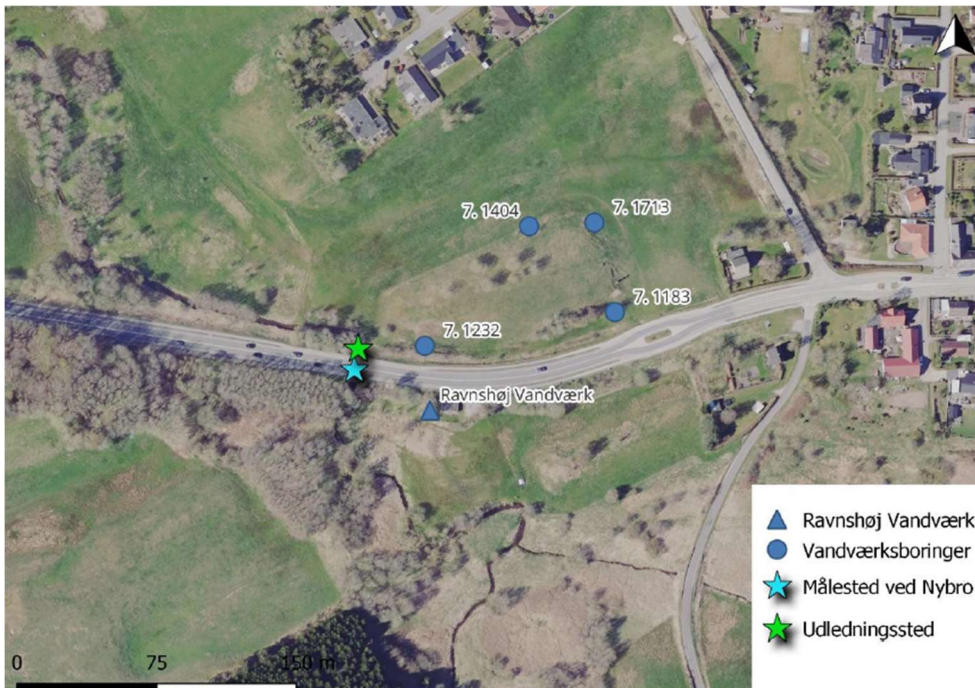 7. 1404
7. 1713
7. 1183
7. 1232
Ravnshøj Vandværk
Ravnshøj Vandværk
Vandværksboringer
Målested ved Nybro
Udledningssted
0 75 150 m